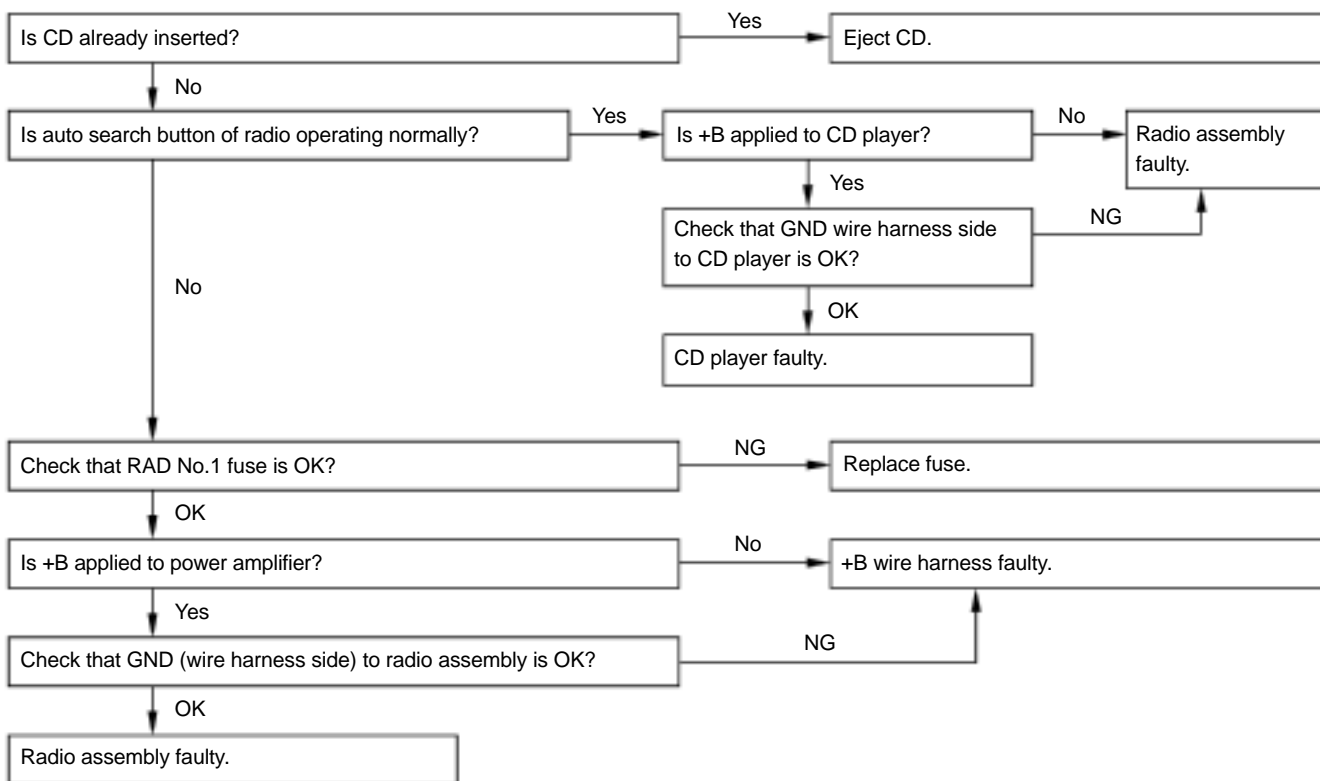 Is CD already inserted?
Yes
Eject CD.
No
Is auto search button of radio operating normally?
Yes
Is +B applied to CD player?
No
Radio assembly
faulty.
Yes
Check that GND wire harness side
to CD player is OK?
NG
No
OK
CD player faulty.
Check that RAD No.1 fuse is OK?
NG
Replace fuse.
OK
Is +B applied to power amplifier?
No
+B wire harness faulty.
Yes
Check that GND (wire harness side) to radio assembly is OK?
NG
OK
Radio assembly faulty.